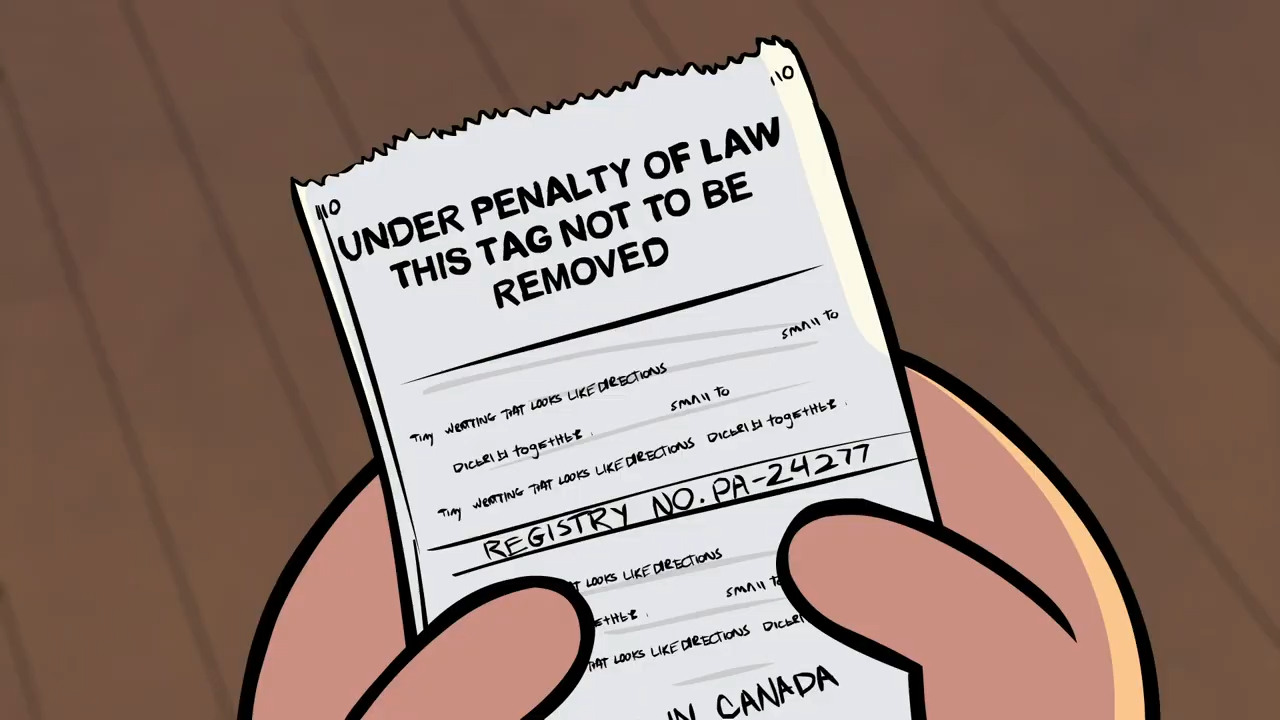 110
110
UNDER PENALTY OF LAW
THIS TAG NOT TO BE
REMOVED
small to
TINY WRITING THAT LOOKS LIKE DIRECTIONS
small to
together.
TINY WRITING THAT LOOKS LIKE DIRECTIONS together.
REGISTRY NO. PA-24277
LOOKS LIKE DIRECTIONS
small to
LOOKS LIKE DIRECTIONS
IN CANADA